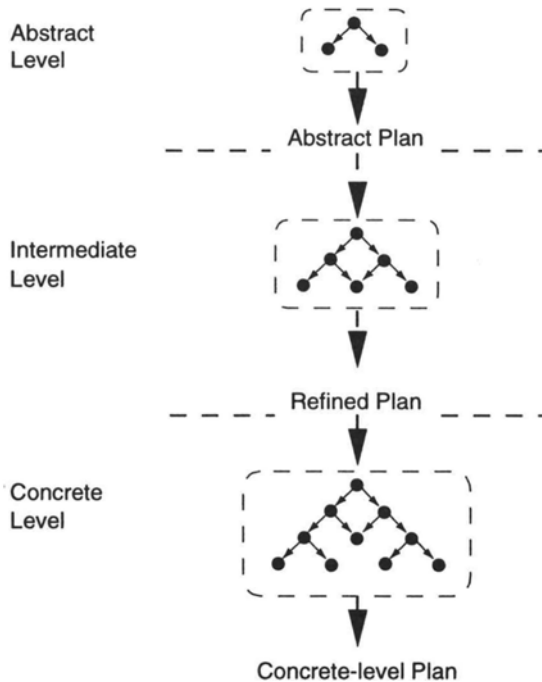 Abstract
Level
Abstract Plan
Intermediate
Level
Refined Plan
Concrete
Level
Concrete-level Plan